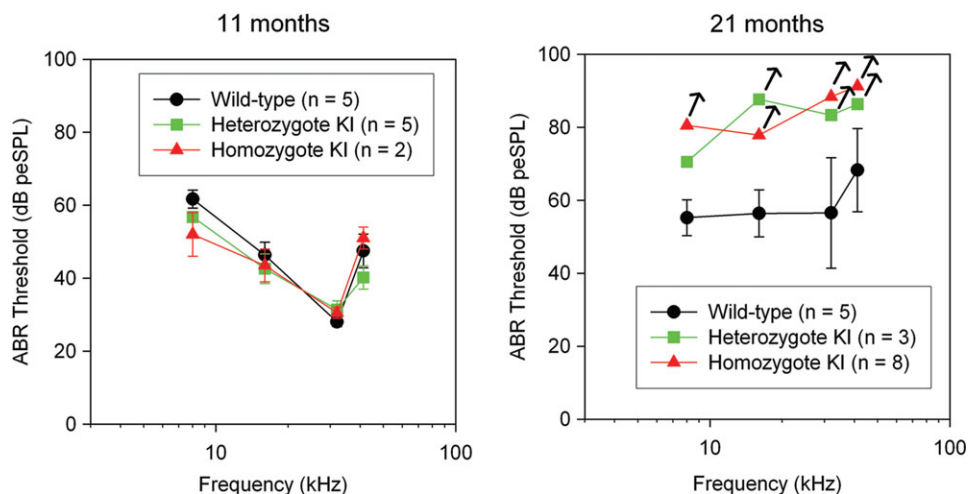 11 months
ABR Threshold (dB peSPL)
100
80
60
40
20
0
Wild-type (n = 5)
Heterozygote KI (n = 5)
Homozygote KI (n = 2)
10
100
Frequency (kHz)
21 months
ABR Threshold (dB peSPL)
100
80
60
40
20
0
Wild-type (n = 5)
Heterozygote KI (n = 3)
Homozygote KI (n = 8)
10
100
Frequency (kHz)